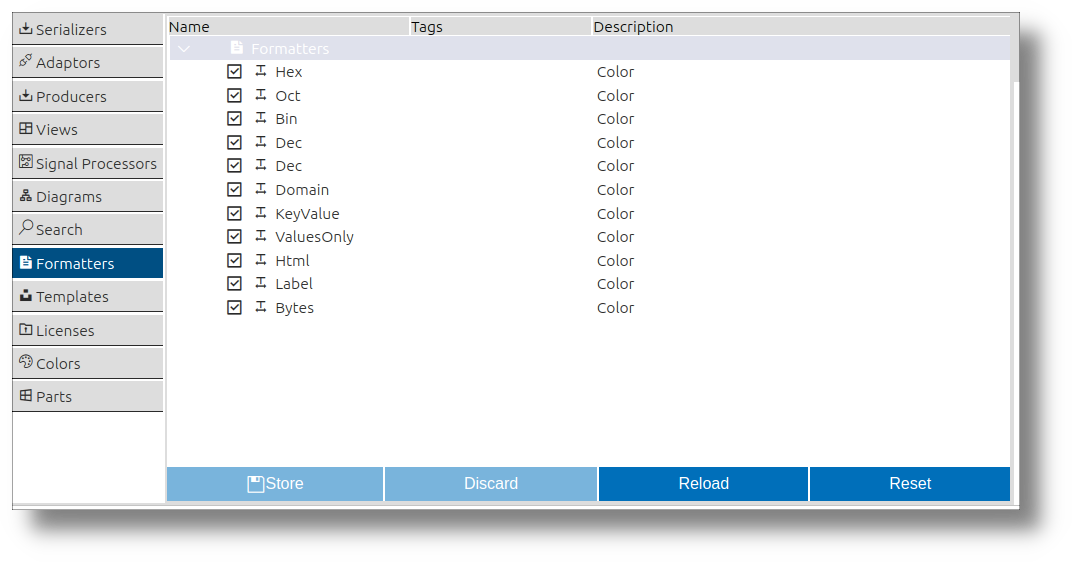 Serializers
Adaptors
Producers
Views
Signal Processors
Diagrams
Search
Formatters
Templates
Licenses
Colors
Parts
Name Tags Description
Formatters
Hex Color
Oct Color
Bin Color
Dec Color
Dec Color
Domain Color
KeyValue Color
ValuesOnly Color
Html Color
Label Color
Bytes Color
Store Discard Reload Reset